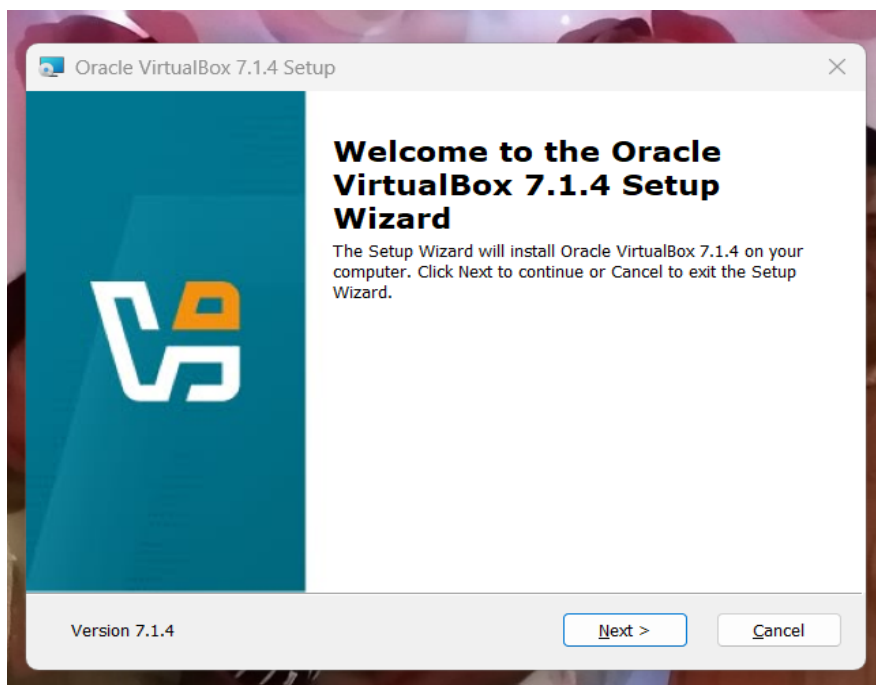 Oracle VirtualBox 7.1.4 Setup
Welcome to the Oracle
VirtualBox 7.1.4 Setup
Wizard
The Setup Wizard will install Oracle VirtualBox 7.1.4 on your
computer. Click Next to continue or Cancel to exit the Setup
Wizard.
Version 7.1.4
Next >
Cancel